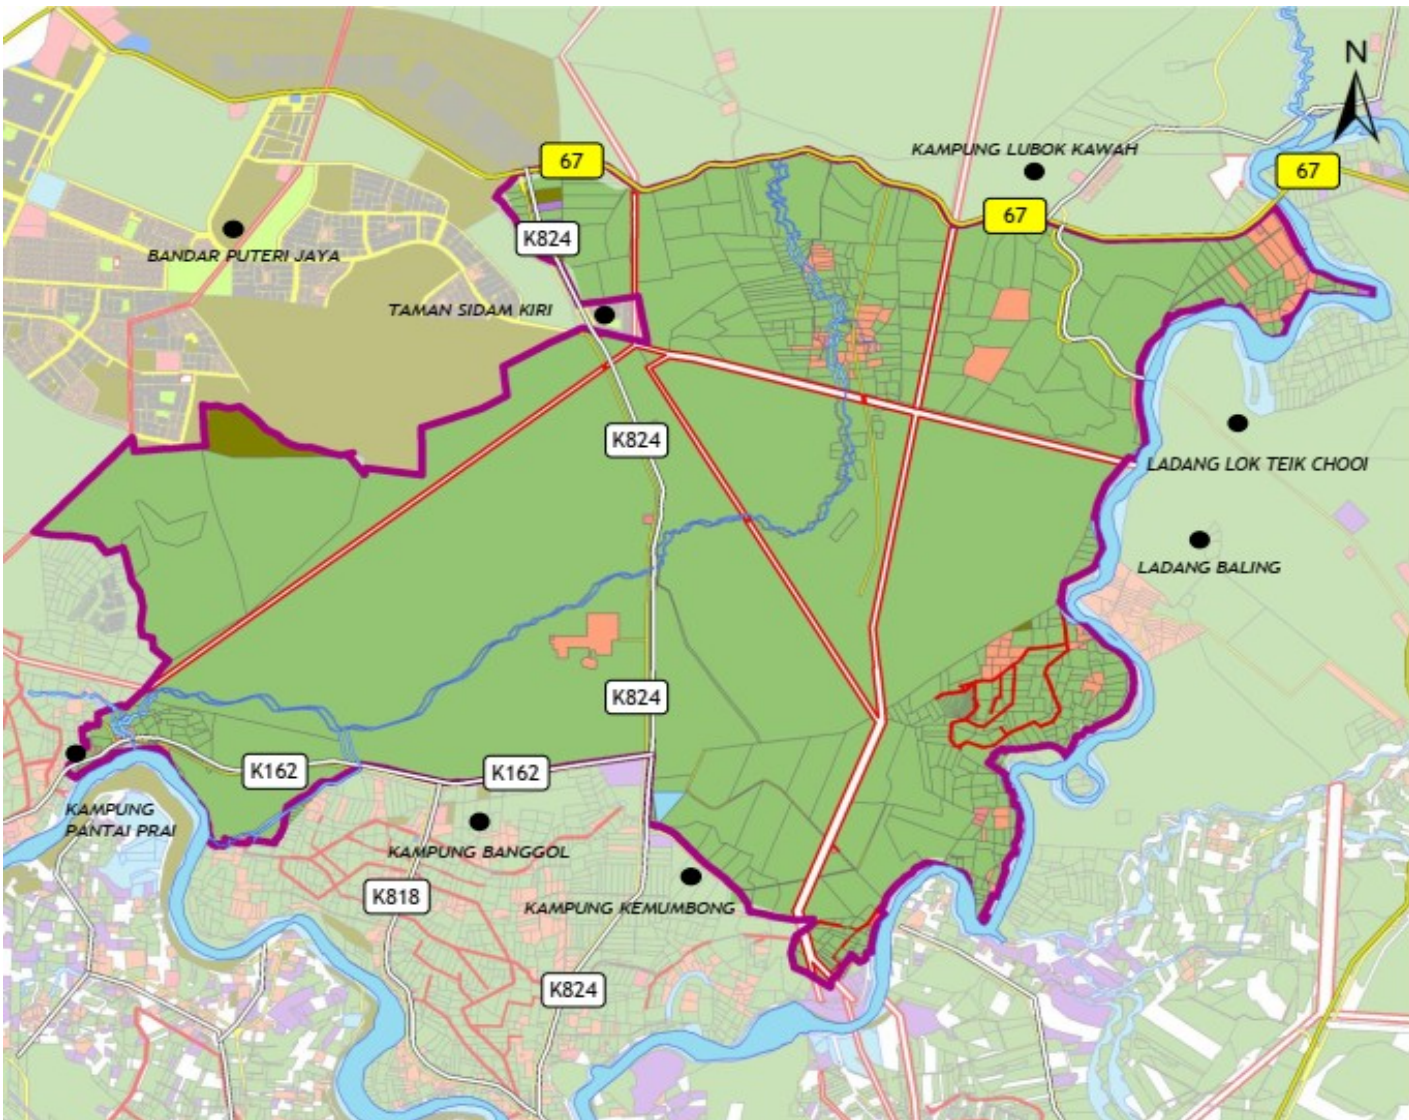 N
67
KAMPUNG LUBOK KAWAH
67
67
K824
BANDAR PUTERI JAYA
TAMAN SIDAM KIRI
K824
LADANG LOK TEIK CHOOI
LADANG BALING
K824
K162
K162
KAMPUNG
PANTAI PRAI
KAMPUNG BANGGOL
K818
KAMPUNG KEMUMBONG
K824